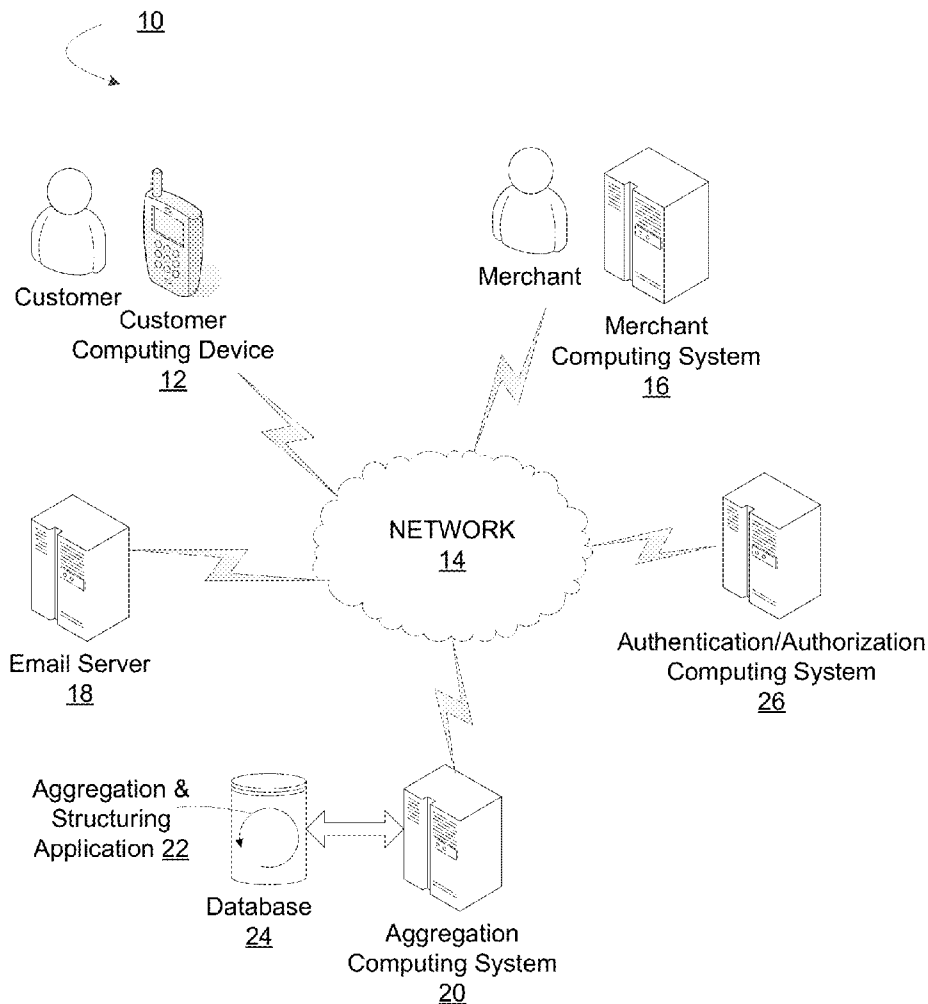 10
Customer
Customer
Computing Device
12
Merchant
Merchant
Computing System
16
NETWORK
14
Email Server
18
Authentication/Authorization
Computing System
26
Aggregation &
Structuring
Application 22
Database
24
Aggregation
Computing System
20